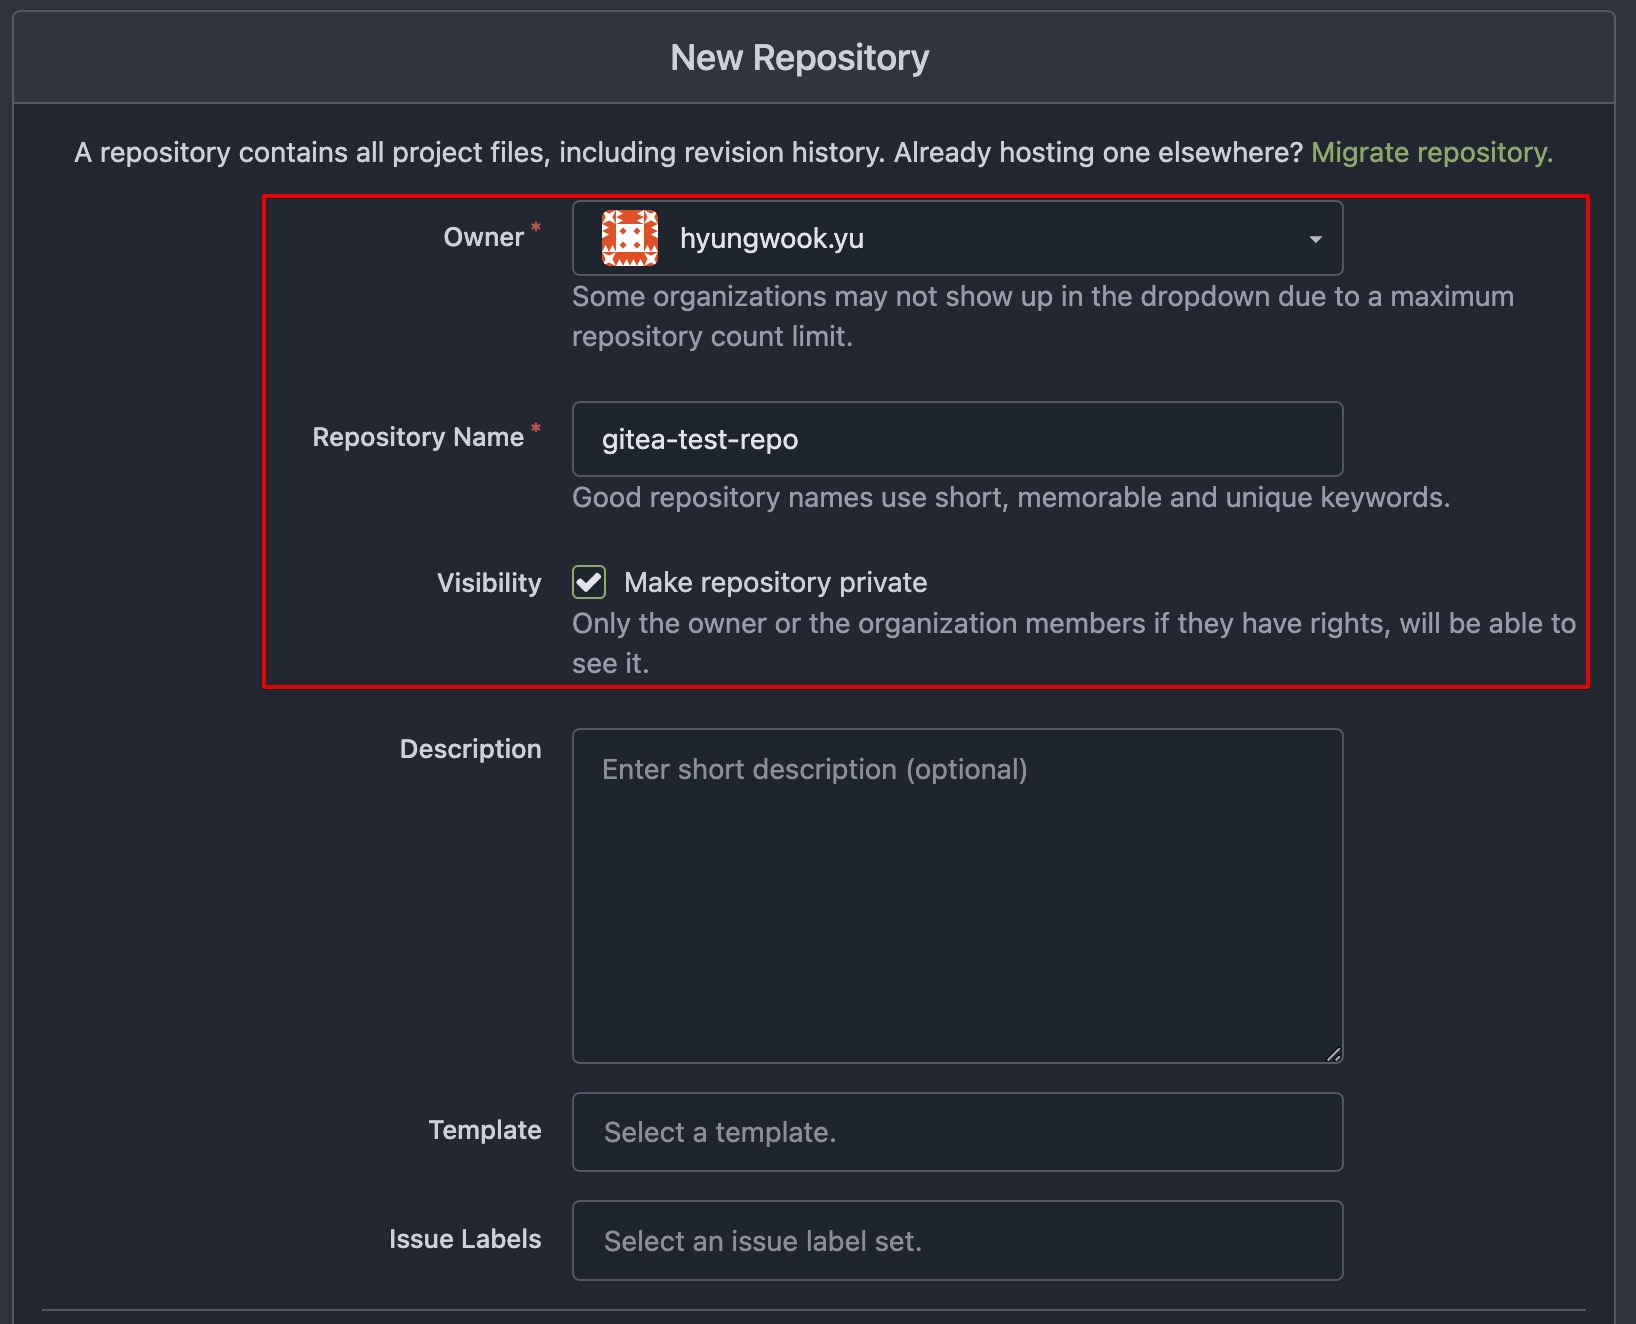 New Repository
A repository contains all project files, including revision history. Already hosting one elsewhere? Migrate repository.
Owner *
hyungwook.yu
Some organizations may not show up in the dropdown due to a maximum
repository count limit.
Repository Name *
gitea-test-repo
Good repository names use short, memorable and unique keywords.
Visibility
Make repository private
Only the owner or the organization members if they have rights, will be able to
see it.
Description
Enter short description (optional)
Template
Select a template.
Issue Labels
Select an issue label set.